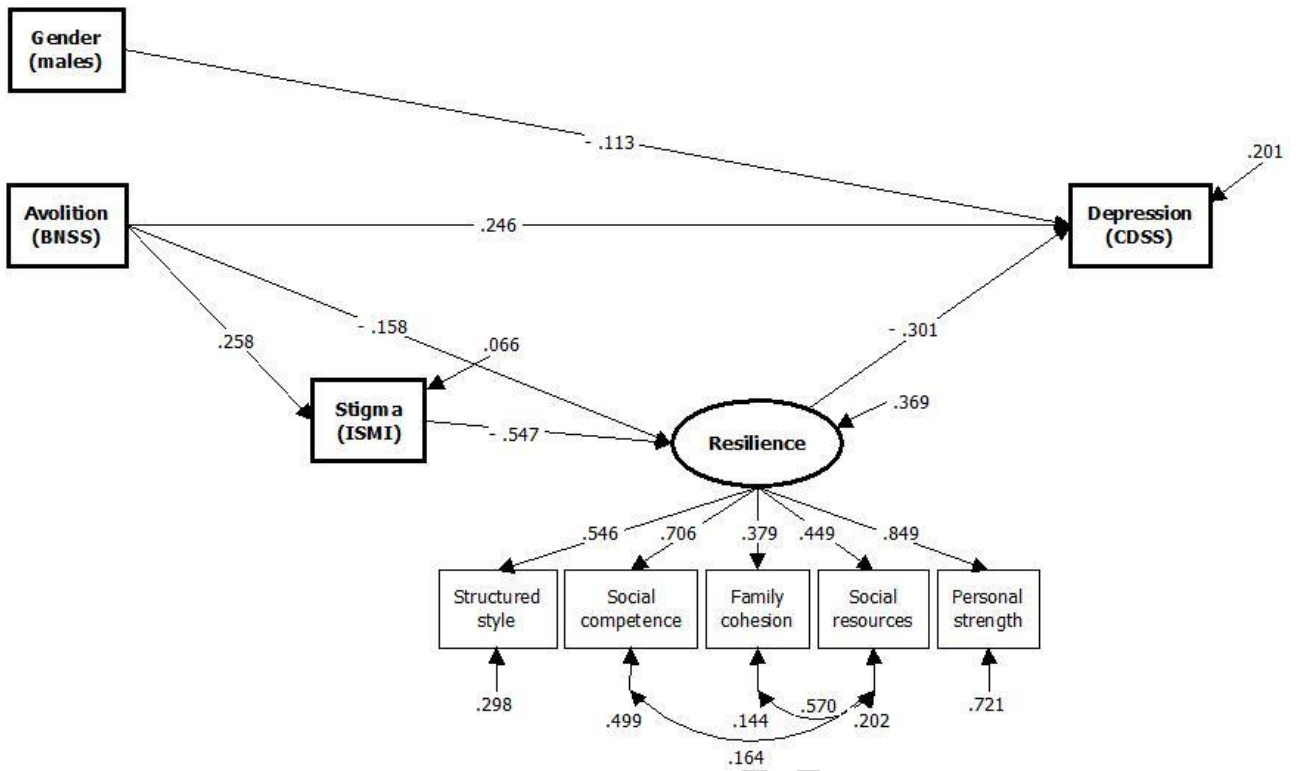 Gender
(males)
- .113
.201
Avolition
(BNSS)
.246
Depression
(CDSS)
- .158
- .301
.258
.066
Stigma
(ISMI)
- .547
.369
Resilience
.546
.706
.379
.449
.849
Structured
style
Social
competence
Family
cohesion
Social
resources
Personal
strength
.298
.499
.144
.570
.202
.721
.164